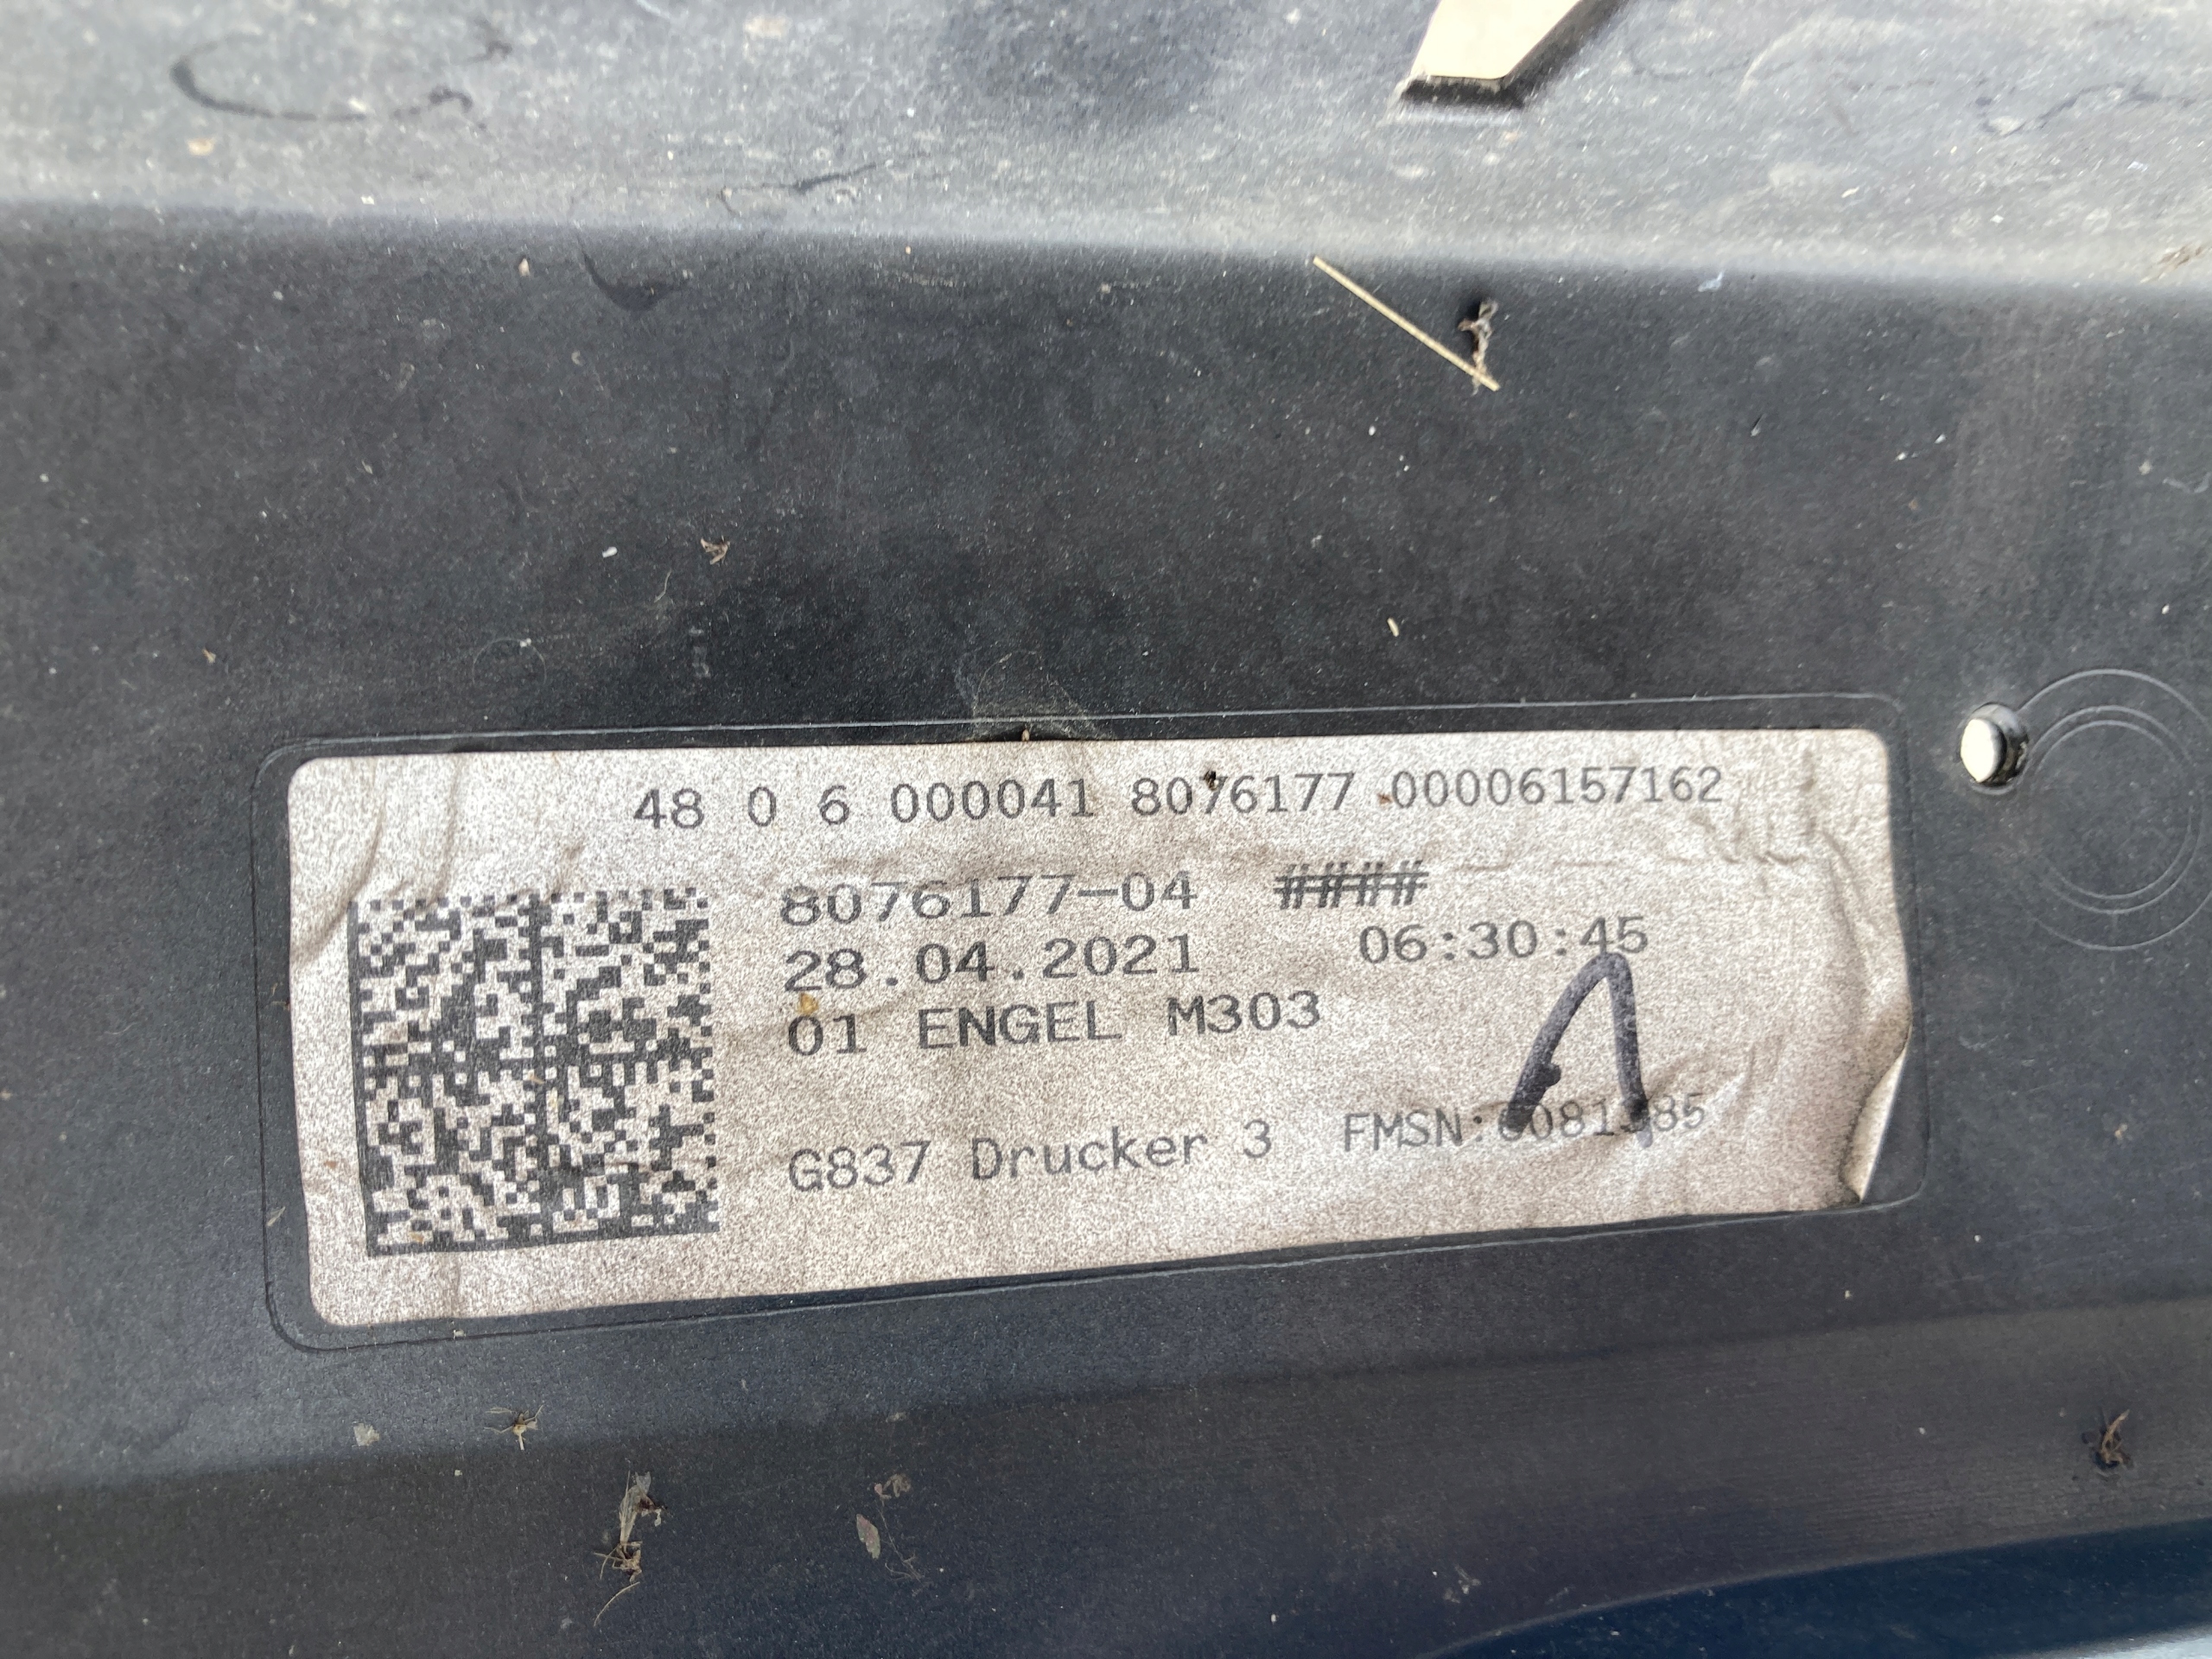 48 0 6 000041 8076177 00006157162
8076177-04 ####
28.04.2021 06:30:45
01 ENGEL M303
G837 Drucker 3